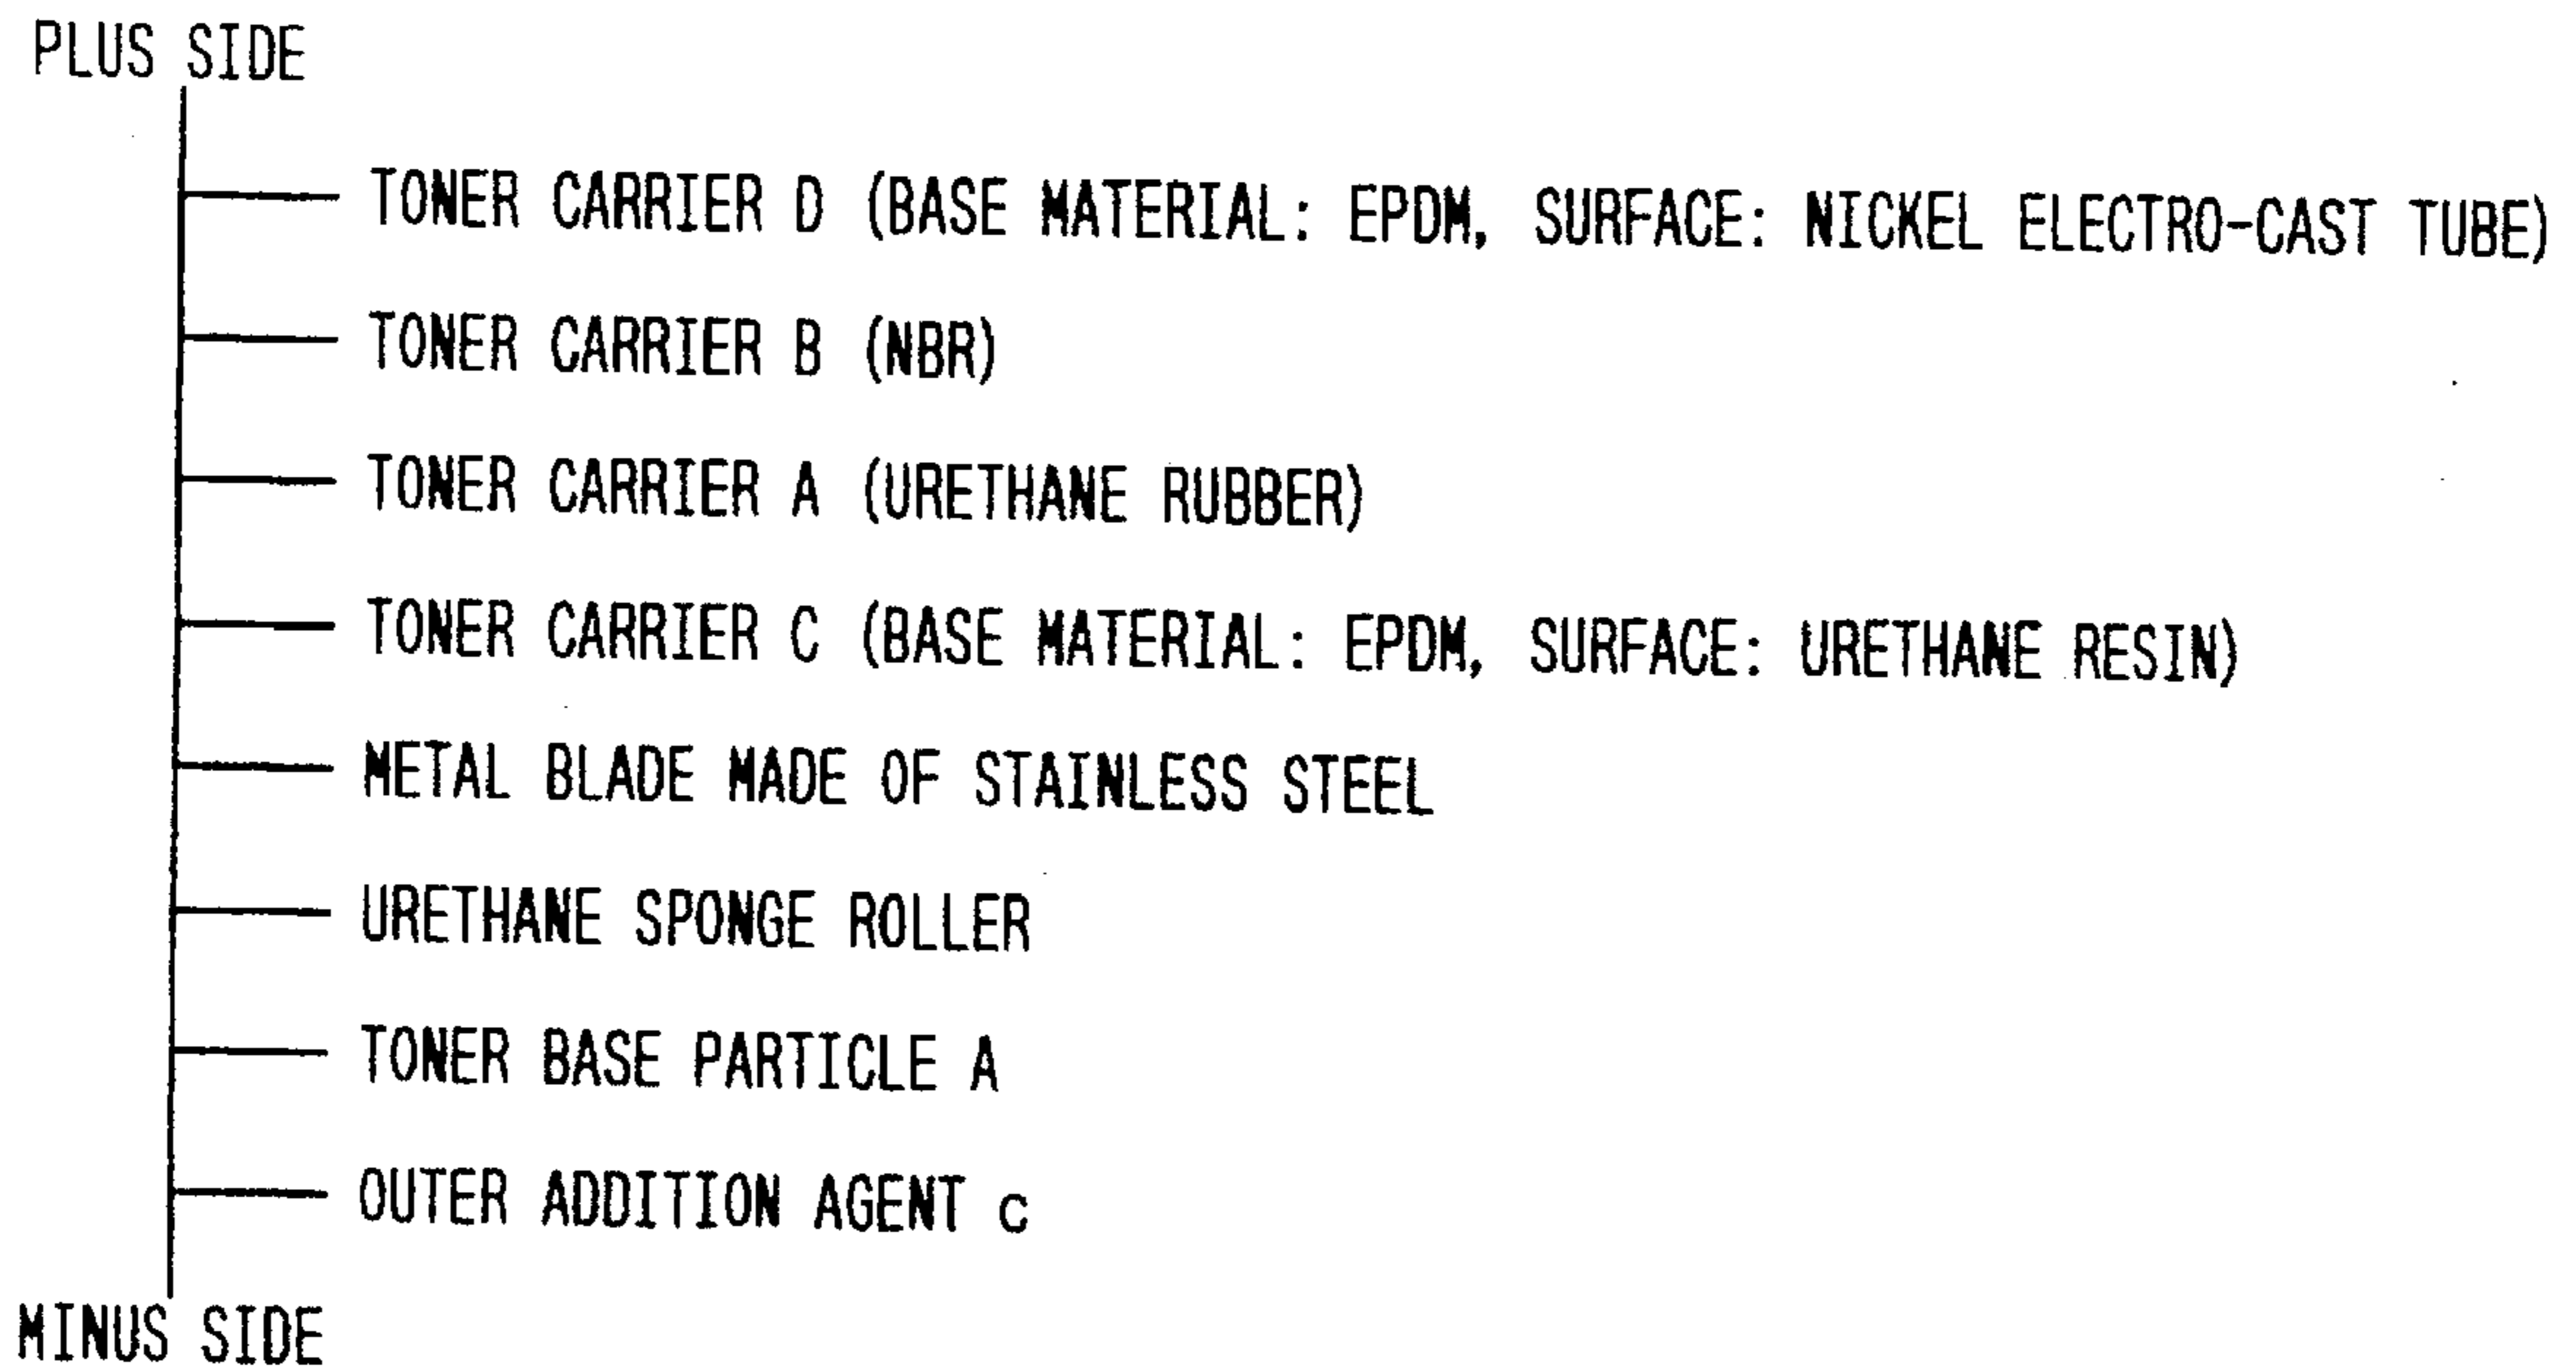 PLUS SIDE
TONER CARRIER D (BASE MATERIAL: EPDM, SURFACE: NICKEL ELECTRO-CAST TUBE)
TONER CARRIER B (NBR)
TONER CARRIER A (URETHANE RUBBER)
TONER CARRIER C (BASE MATERIAL: EPDM, SURFACE: URETHANE RESIN)
METAL BLADE MADE OF STAINLESS STEEL
URETHANE SPONGE ROLLER
TONER BASE PARTICLE A
OUTER ADDITION AGENT c
MINUS SIDE